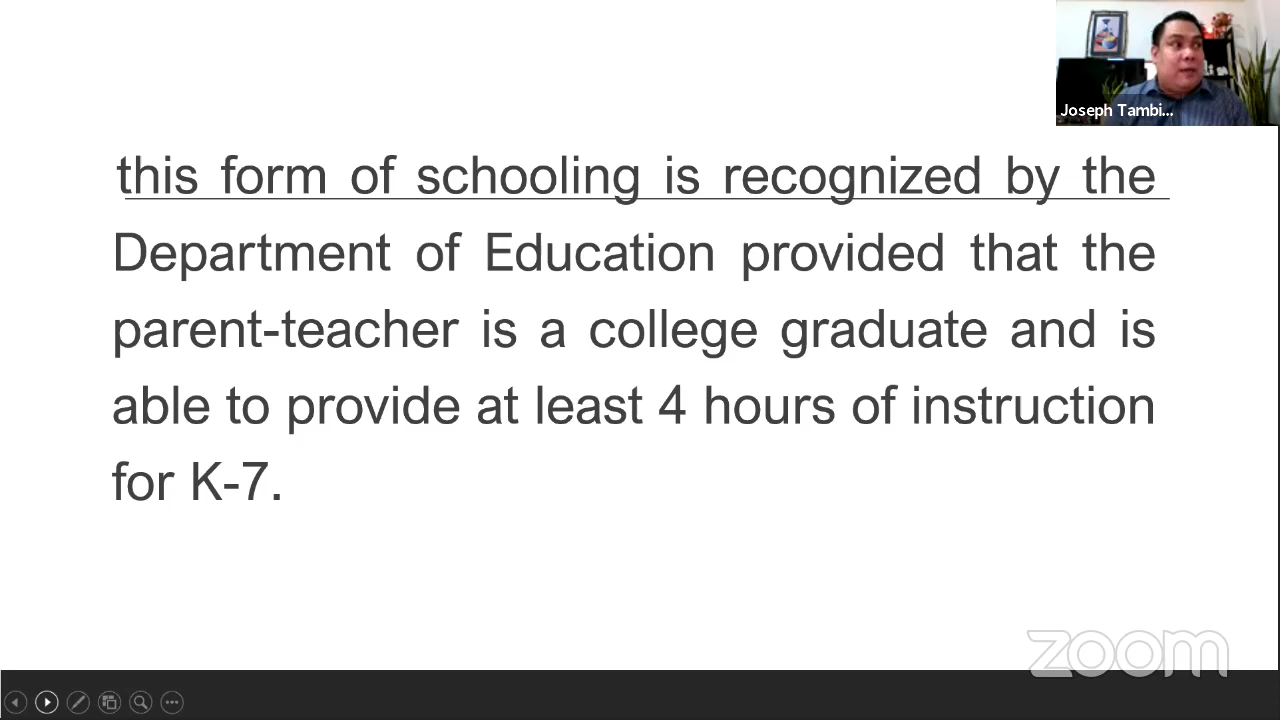 Joseph Tambi...
this form of schooling is recognized by the
Department of Education provided that the
parent-teacher is a college graduate and is
able to provide at least 4 hours of instruction
for K-7.
zoom